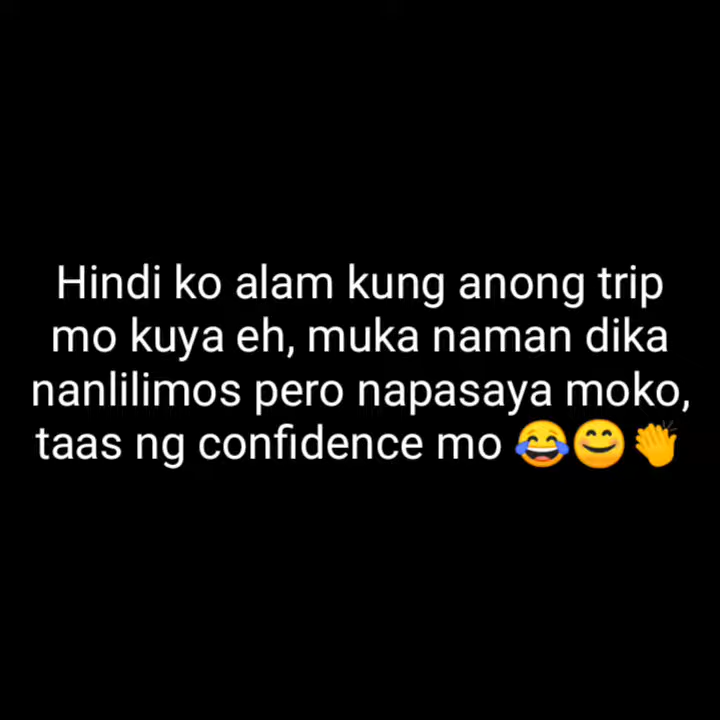 Hindi ko alam kung anong trip
mo kuya eh, muka naman dika
nanlilimos pero napasaya moko,
taas ng confidence mo 😂😊👏